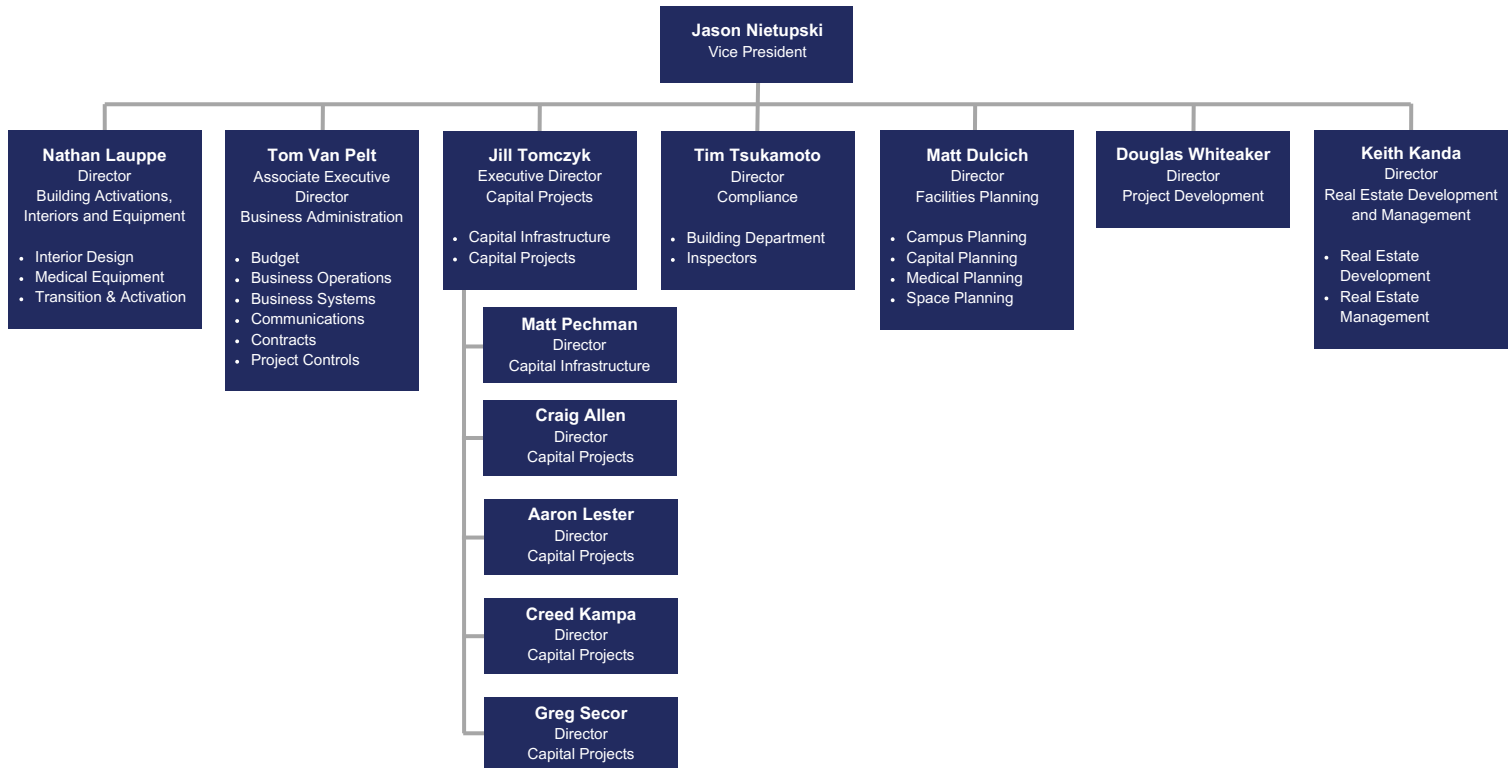 Jason Nietupski
Vice President
Nathan Lauppe
Director
Building Activations,
Interiors and Equipment
• Interior Design
• Medical Equipment
• Transition & Activation
Tom Van Pelt
Associate Executive
Director
Business Administration
• Budget
• Business Operations
• Business Systems
• Communications
• Contracts
• Project Controls
Jill Tomczyk
Executive Director
Capital Projects
• Capital Infrastructure
• Capital Projects
Matt Pechman
Director
Capital Infrastructure
Craig Allen
Director
Capital Projects
Aaron Lester
Director
Capital Projects
Creed Kampa
Director
Capital Projects
Greg Secor
Director
Capital Projects
Tim Tsukamoto
Director
Compliance
• Building Department
• Inspectors
Matt Dulcich
Director
Facilities Planning
• Campus Planning
• Capital Planning
• Medical Planning
• Space Planning
Douglas Whiteaker
Director
Project Development
Keith Kanda
Director
Real Estate Development
and Management
• Real Estate
Development
• Real Estate
Management